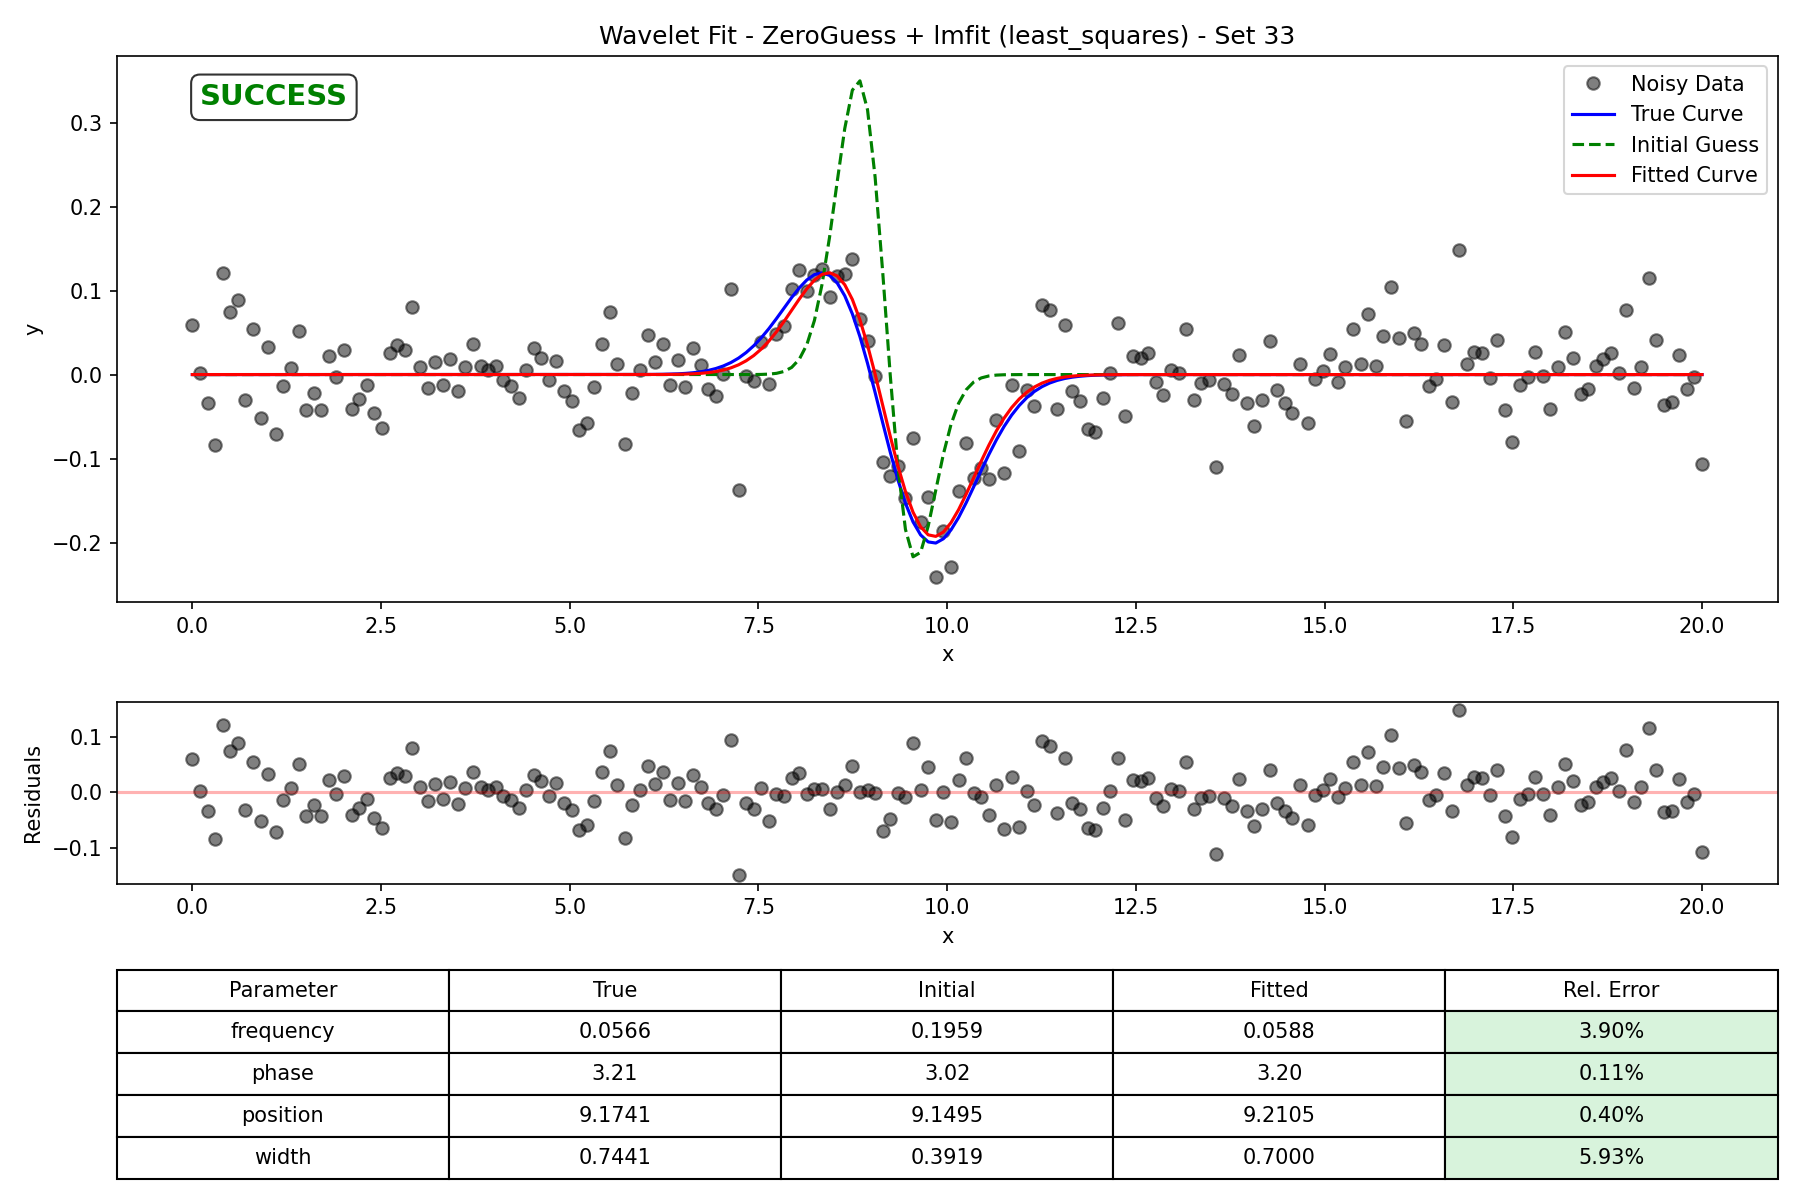 Wavelet Fit - ZeroGuess + lmfit (least_squares) - Set 33
SUCCESS
Noisy Data
True Curve
Initial Guess
Fitted Curve
y
0.3
0.2
0.1
0.0
−0.1
−0.2
0.0 2.5 5.0 7.5 10.0 12.5 15.0 17.5 20.0
x
Residuals
0.1
0.0
−0.1
0.0 2.5 5.0 7.5 10.0 12.5 15.0 17.5 20.0
x
Parameter True Initial Fitted Rel. Error
frequency 0.0566 0.1959 0.0588 3.90%
phase 3.21 3.02 3.20 0.11%
position 9.1741 9.1495 9.2105 0.40%
width 0.7441 0.3919 0.7000 5.93%